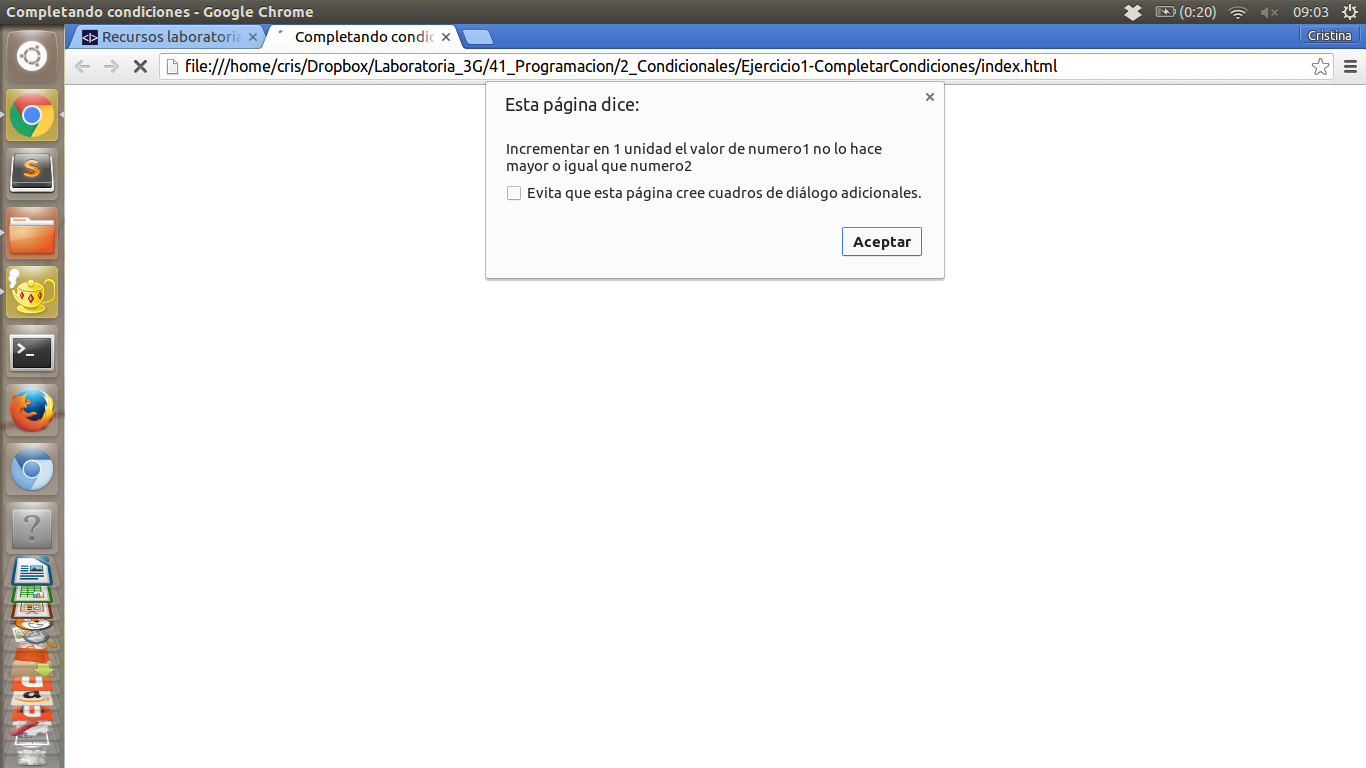 Completando condiciones - Google Chrome
(0:20)
09:03
Recursos laboratoria
Completando condic
Cristina
file:///home/cris/Dropbox/Laboratoria_3G/41_Programacion/2_Condicionales/Ejercicio1-CompletarCondiciones/index.html
Esta página dice:
Incrementar en 1 unidad el valor de numero1 no lo hace
mayor o igual que numero2
Evita que esta página cree cuadros de diálogo adicionales.
Aceptar